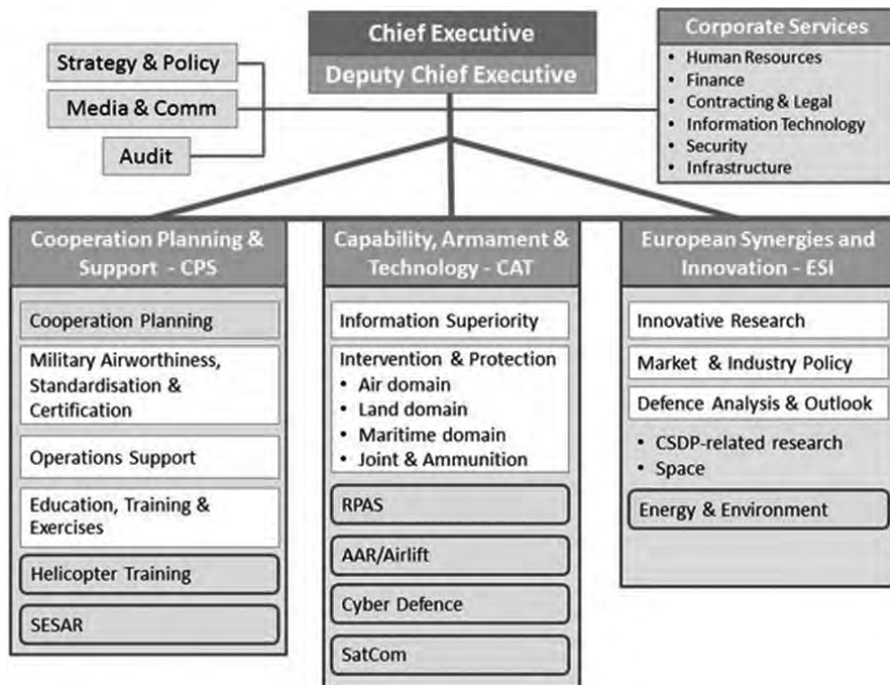 Chief Executive
Deputy Chief Executive
Strategy & Policy
Media & Comm
Audit
Corporate Services
• Human Resources
• Finance
• Contracting & Legal
• Information Technology
• Security
• Infrastructure
Cooperation Planning &
Support - CPS
Cooperation Planning
Military Airworthiness,
Standardisation &
Certification
Operations Support
Education, Training &
Exercises
Helicopter Training
SESAR
Capability, Armament &
Technology - CAT
Information Superiority
Intervention & Protection
• Air domain
• Land domain
• Maritime domain
• Joint & Ammunition
RPAS
AAR/Airlift
Cyber Defence
SatCom
European Synergies and
Innovation - ESI
Innovative Research
Market & Industry Policy
Defence Analysis & Outlook
• CSDP-related research
• Space
Energy & Environment